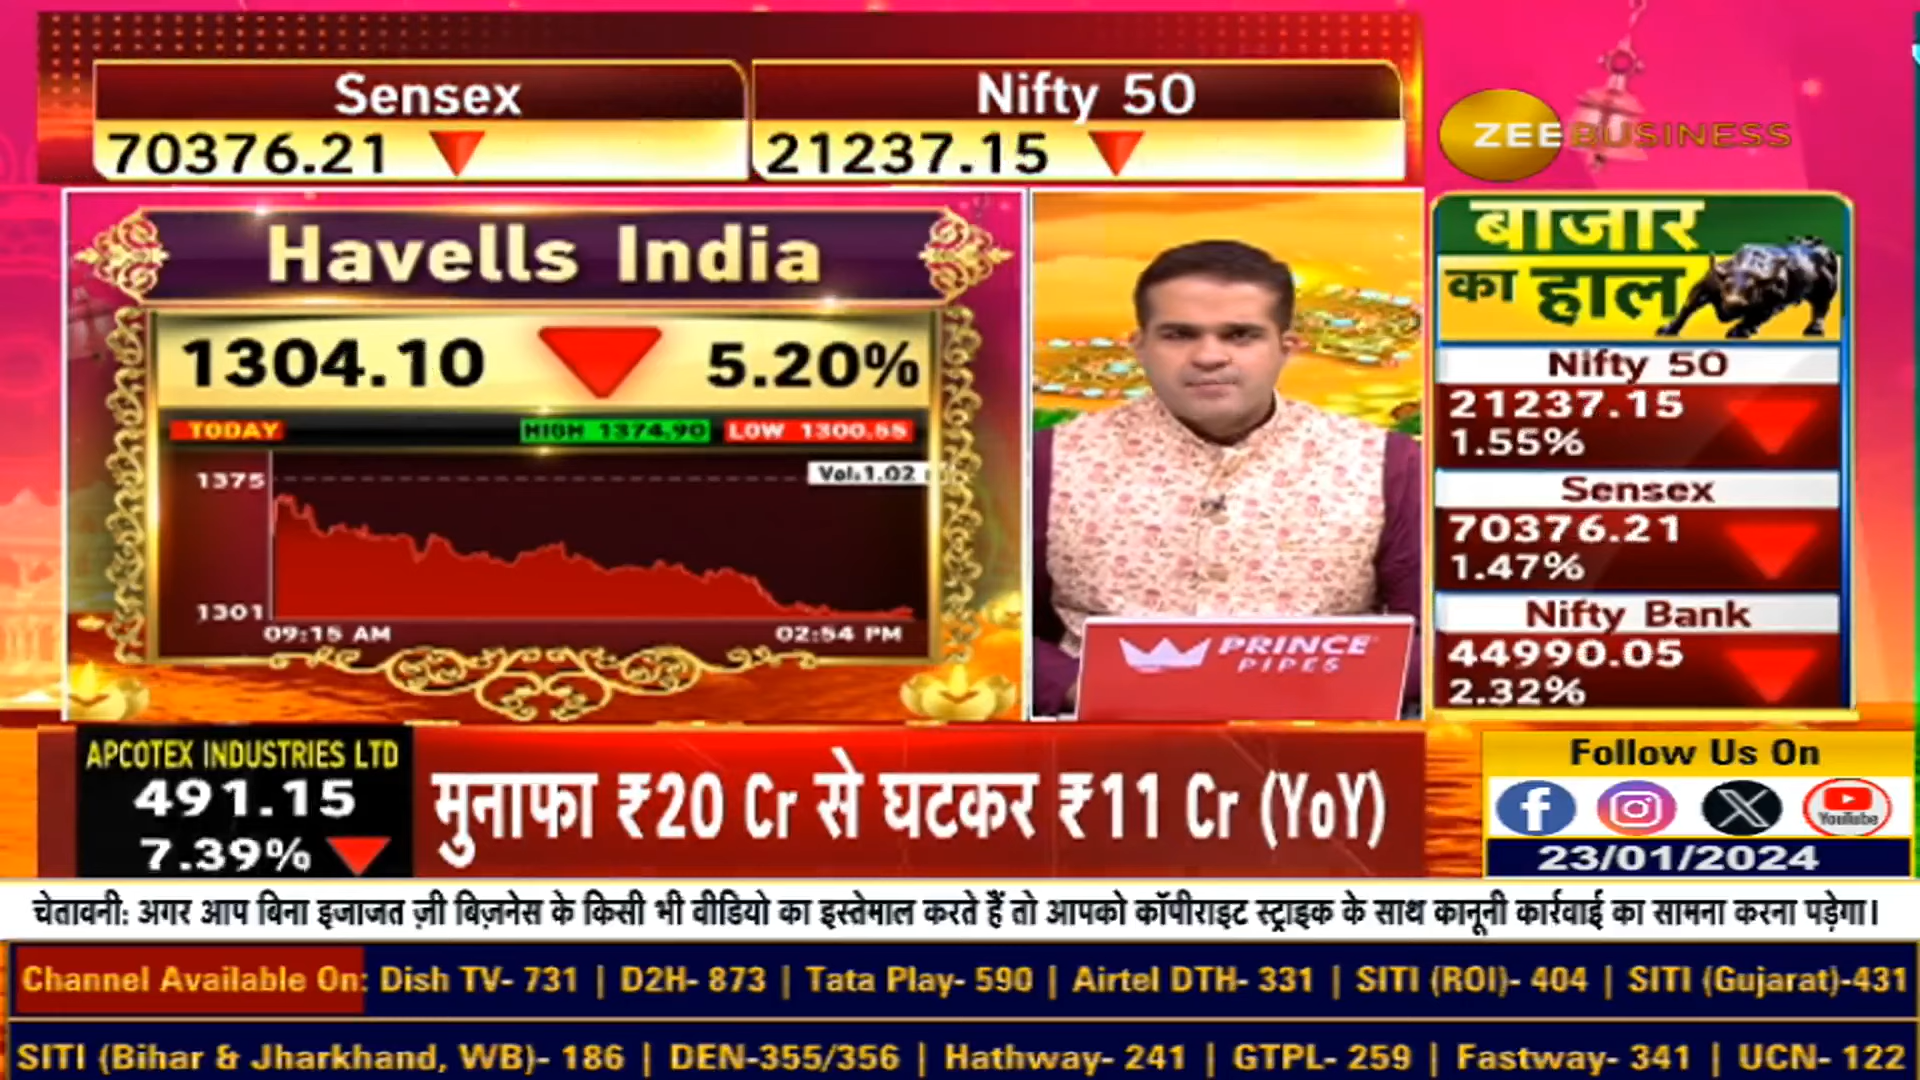 Sensex
70376.21
Nifty 50
21237.15
ZEE BUSINESS
Havells India
1304.10 5.20%
TODAY HIGH 1374.90 LOW 1300.55
Vol:1.02
1375
1301
09:15 AM 02:54 PM
PRINCE
PIPES
बाजार
का हाल
Nifty 50
21237.15
1.55%
Sensex
70376.21
1.47%
Nifty Bank
44990.05
2.32%
APCOTEX INDUSTRIES LTD
491.15
7.39%
मुनाफा ₹20 Cr से घटकर ₹11 Cr (YoY)
Follow Us On
YouTube
23/01/2024
चेतावनी: अगर आप बिना इजाजत ज़ी बिज़नेस के किसी भी वीडियो का इस्तेमाल करते हैं तो आपको कॉपीराइट स्ट्राइक के साथ कानूनी कार्रवाई का सामना करना पड़ेगा।
Channel Available On: Dish TV- 731 | D2H- 873 | Tata Play- 590 | Airtel DTH- 331 | SITI (ROI)- 404 | SITI (Gujarat)-431
SITI (Bihar & Jharkhand, WB)- 186 | DEN-355/356 | Hathway- 241 | GTPL- 259 | Fastway- 341 | UCN- 122